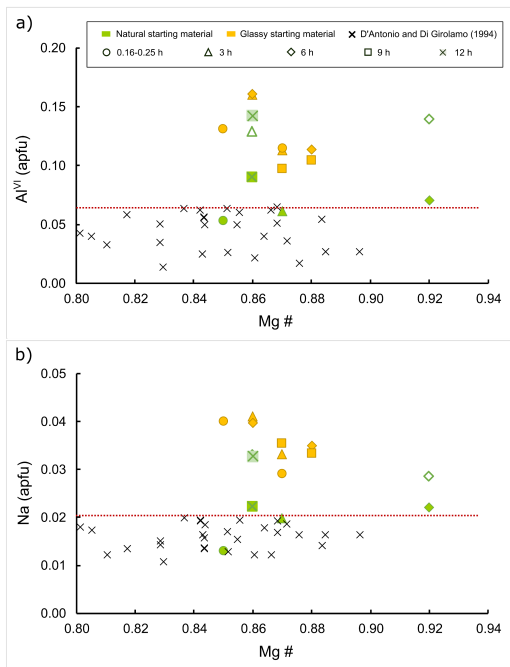 a)
Natural starting material Glassy starting material D'Antonio and Di Girolamo (1994)
0.16-0.25 h 3 h 6 h 9 h 12 h
0.20
0.15
0.10
0.05
0.00
Al^VI (apfu)
0.80 0.82 0.84 0.86 0.88 0.90 0.92 0.94
Mg #
b)
0.05
0.04
0.03
0.02
0.01
0.00
Na (apfu)
0.80 0.82 0.84 0.86 0.88 0.90 0.92 0.94
Mg #